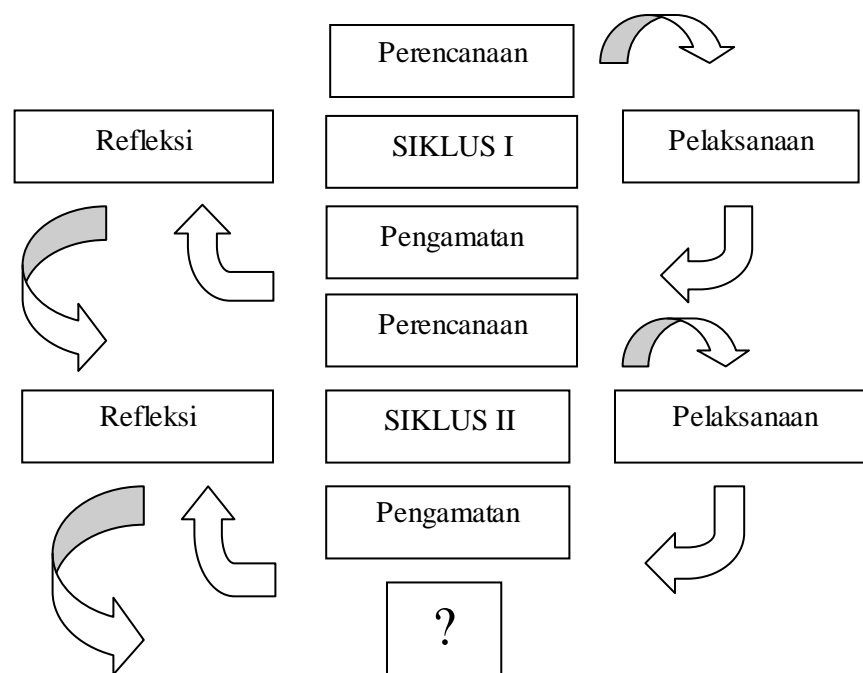 Perencanaan
Refleksi
SIKLUS I
Pelaksanaan
Pengamatan
Perencanaan
Refleksi
SIKLUS II
Pelaksanaan
Pengamatan
?